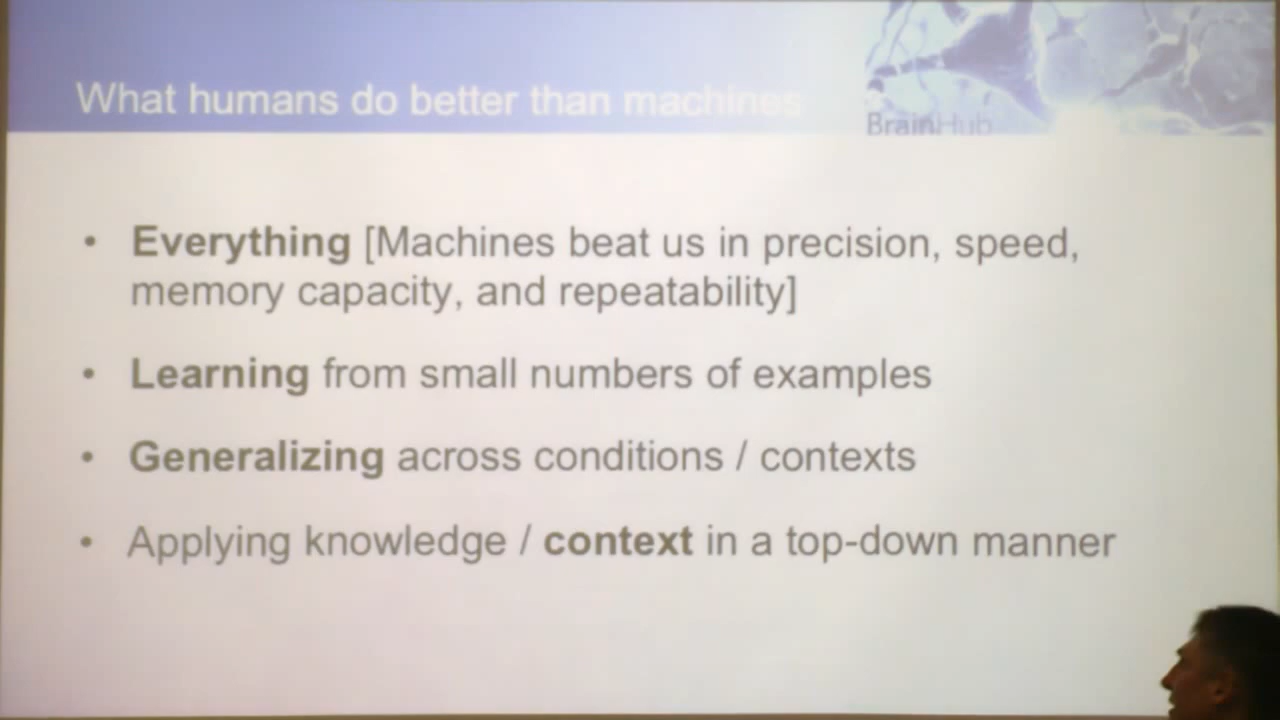 What humans do better than machines
BrainHub
• Everything [Machines beat us in precision, speed,
memory capacity, and repeatability]
• Learning from small numbers of examples
• Generalizing across conditions / contexts
• Applying knowledge / context in a top-down manner